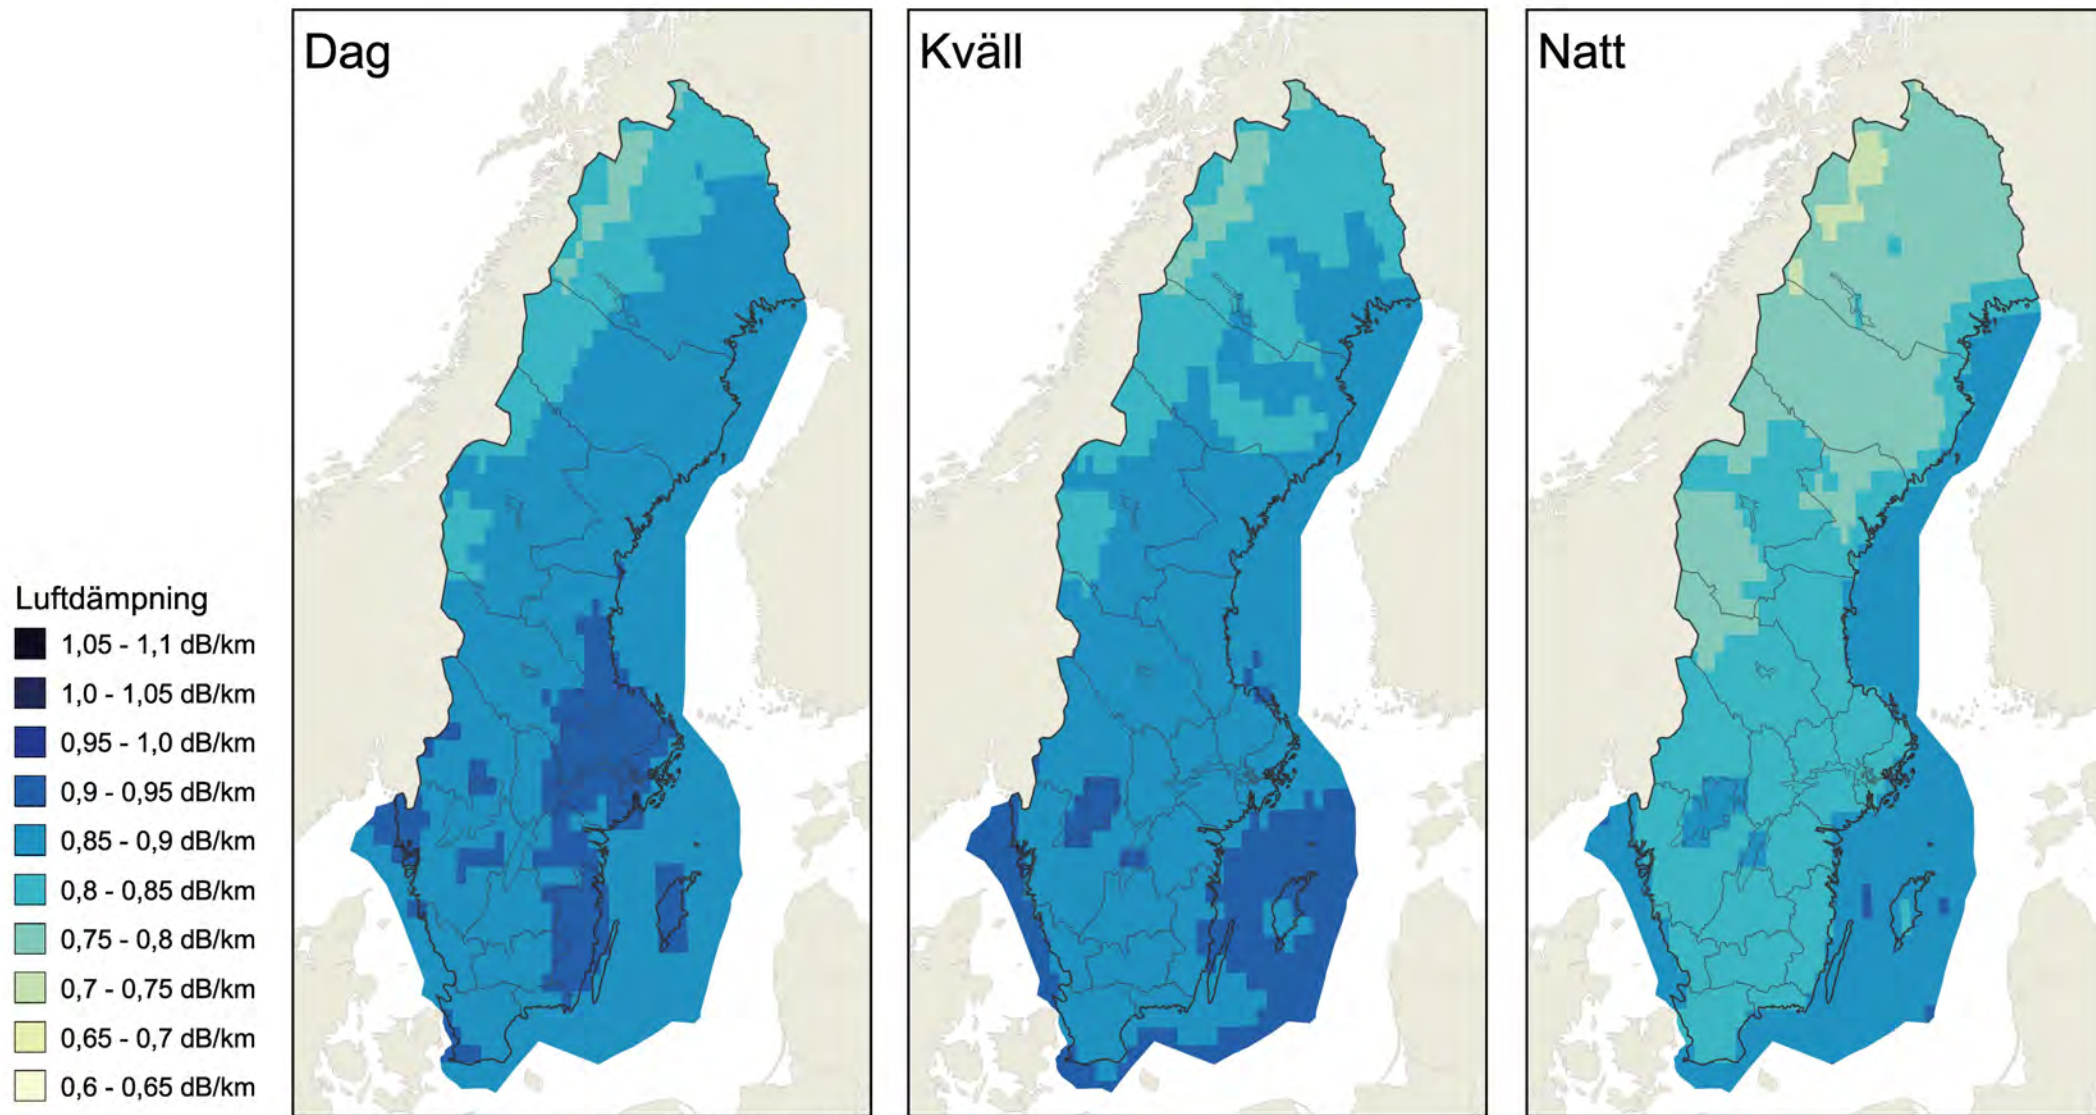 Dag
Kväll
Natt
Luftdämpning
1,05 - 1,1 dB/km
1,0 - 1,05 dB/km
0,95 - 1,0 dB/km
0,9 - 0,95 dB/km
0,85 - 0,9 dB/km
0,8 - 0,85 dB/km
0,75 - 0,8 dB/km
0,7 - 0,75 dB/km
0,65 - 0,7 dB/km
0,6 - 0,65 dB/km